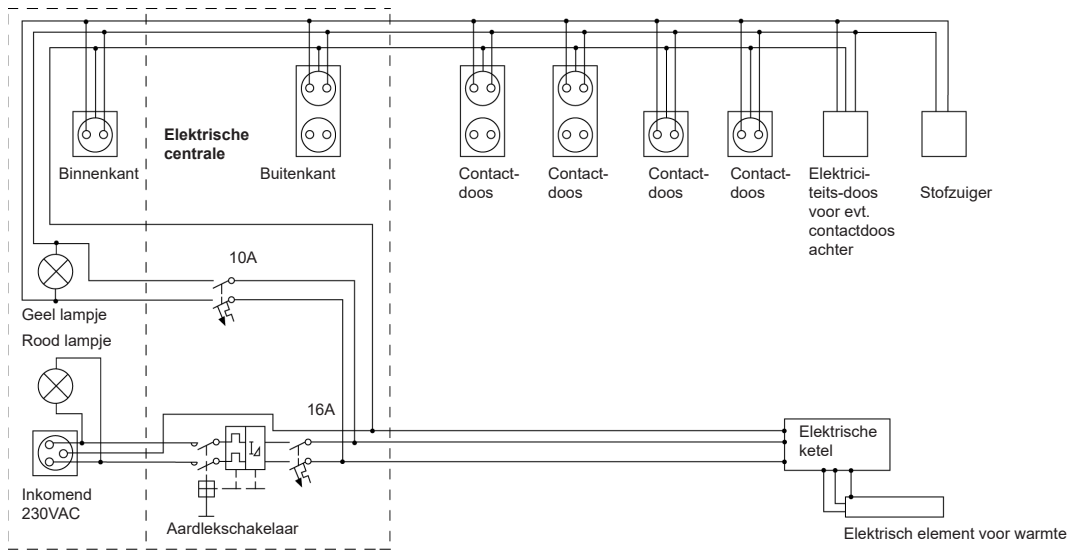 Elektrische
centrale
Binnenkant
Buitenkant
Contact-
doos
Contact-
doos
Contact-
doos
Contact-
doos
Elektrici-
teits-doos
voor evt.
contactdoos
achter
Stofzuiger
10A
Geel lampje
Rood lampje
16A
I⊿
Inkomend
230VAC
Aardlekschakelaar
Elektrische
ketel
Elektrisch element voor warmte